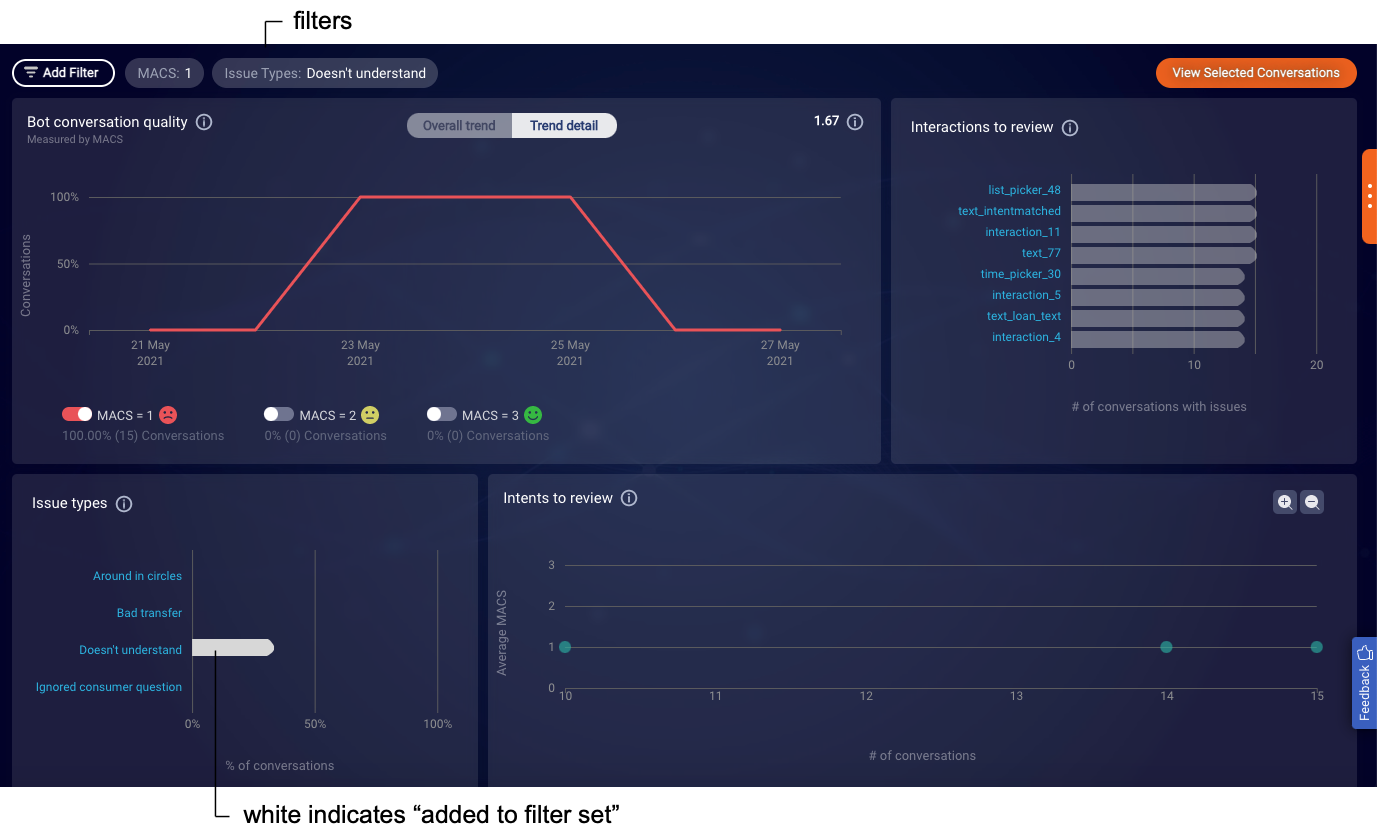 filters
Add Filter
MACS: 1
Issue Types: Doesn't understand
View Selected Conversations
Bot conversation quality
Measured by MACS
Overall trend
Trend detail
1.67
Conversations
100%
50%
0%
21 May
2021
23 May
2021
25 May
2021
27 May
2021
MACS = 1
100.00% (15) Conversations
MACS = 2
0% (0) Conversations
MACS = 3
0% (0) Conversations
Interactions to review
list_picker_48
text_intentmatched
interaction_11
text_77
time_picker_30
interaction_5
text_loan_text
interaction_4
0
10
20
# of conversations with issues
Issue types
Around in circles
Bad transfer
Doesn't understand
Ignored consumer question
0%
50%
100%
% of conversations
Intents to review
Average MACS
3
2
1
0
10
11
12
13
14
15
# of conversations
Feedback
white indicates “added to filter set”